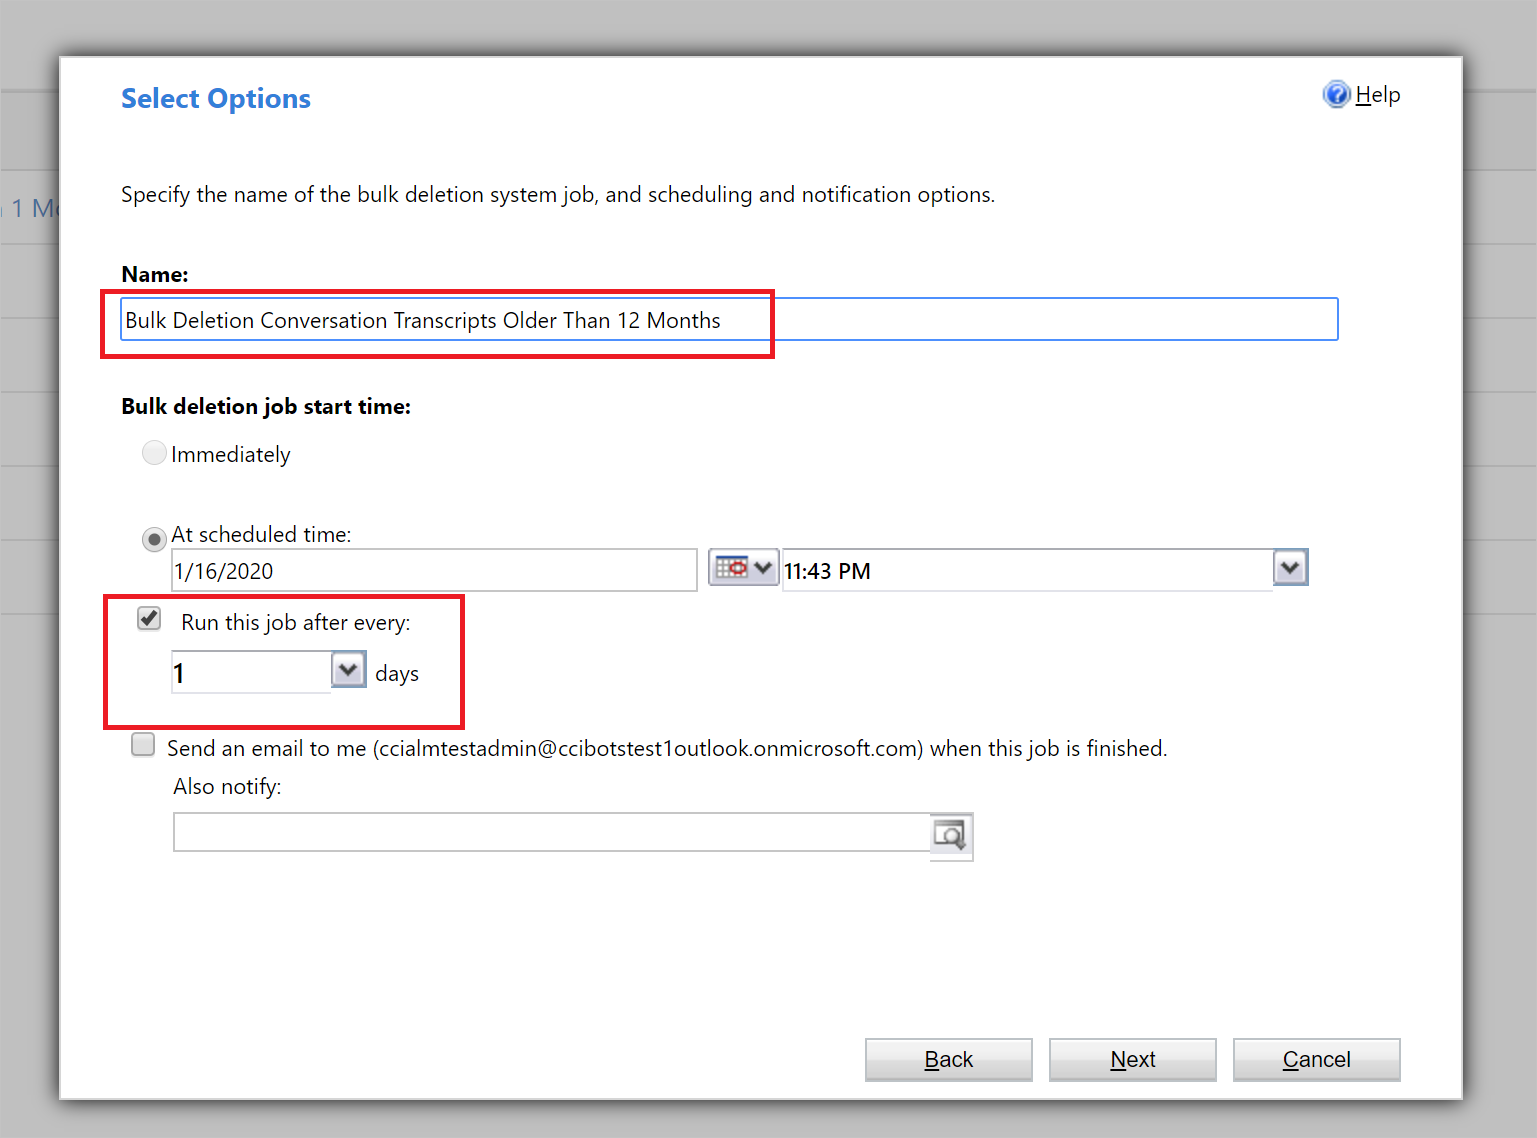 Select Options
Help
Specify the name of the bulk deletion system job, and scheduling and notification options.
1 Mo
Name:
Bulk Deletion Conversation Transcripts Older Than 12 Months
Bulk deletion job start time:
Immediately
At scheduled time:
1/16/2020
11:43 PM
Run this job after every:
1 days
Send an email to me (ccialmtestadmin@ccibotstest1outlook.onmicrosoft.com) when this job is finished.
Also notify:
Back Next Cancel